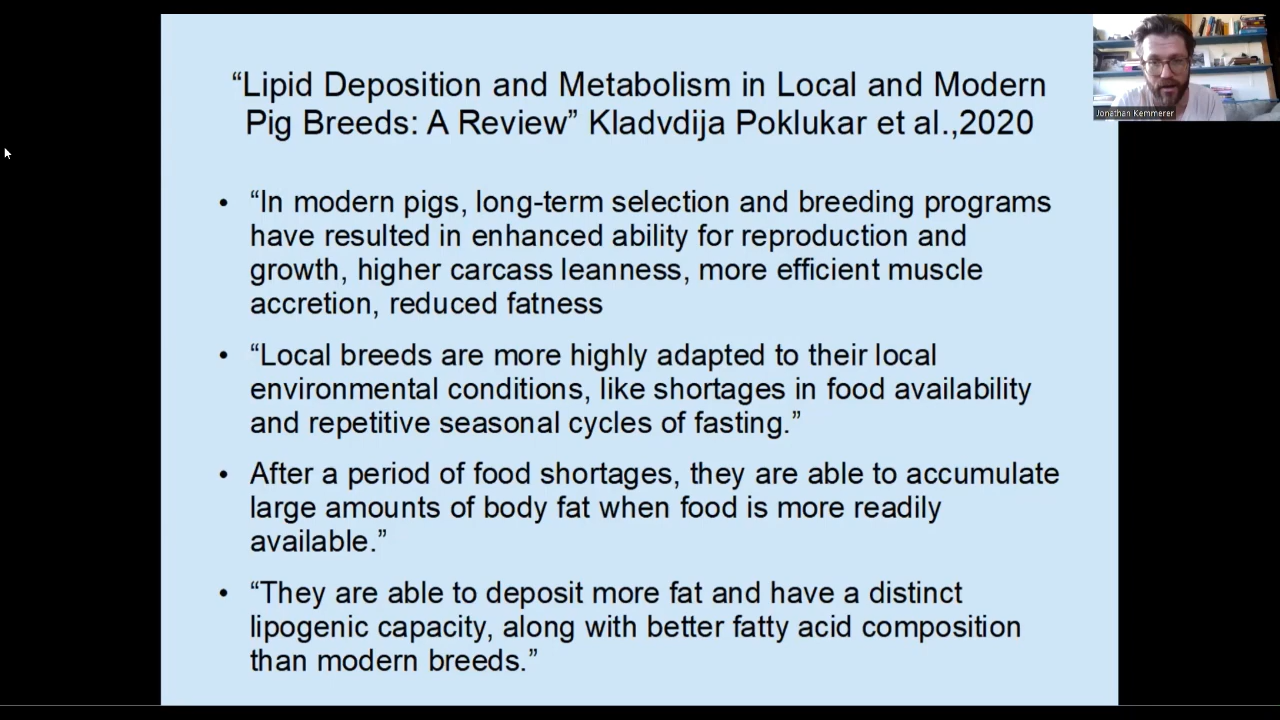 “Lipid Deposition and Metabolism in Local and Modern
Pig Breeds: A Review” Kladvdija Poklukar et al.,2020
• “In modern pigs, long-term selection and breeding programs
have resulted in enhanced ability for reproduction and
growth, higher carcass leanness, more efficient muscle
accretion, reduced fatness
• “Local breeds are more highly adapted to their local
environmental conditions, like shortages in food availability
and repetitive seasonal cycles of fasting.”
• After a period of food shortages, they are able to accumulate
large amounts of body fat when food is more readily
available.”
• “They are able to deposit more fat and have a distinct
lipogenic capacity, along with better fatty acid composition
than modern breeds.”
Jonathan Kemmerer